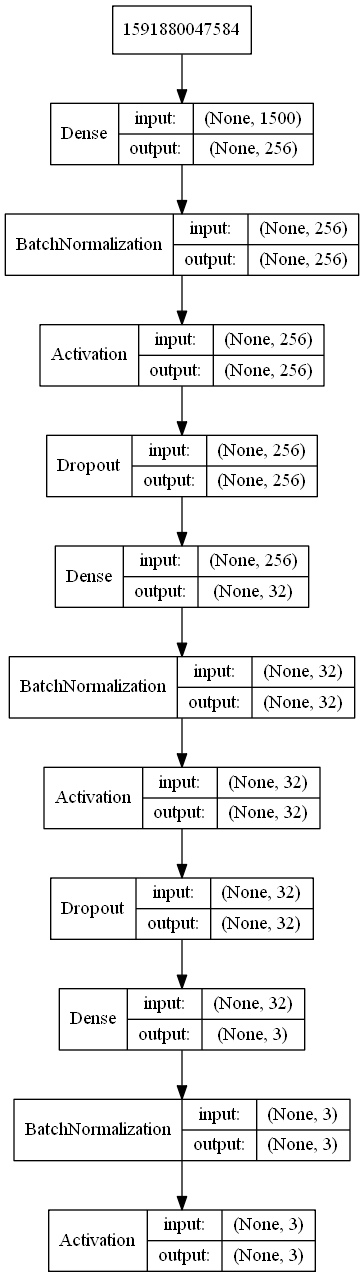 1591880047584
Dense
input: (None, 1500)
output: (None, 256)
BatchNormalization
input: (None, 256)
output: (None, 256)
Activation
input: (None, 256)
output: (None, 256)
Dropout
input: (None, 256)
output: (None, 256)
Dense
input: (None, 256)
output: (None, 32)
BatchNormalization
input: (None, 32)
output: (None, 32)
Activation
input: (None, 32)
output: (None, 32)
Dropout
input: (None, 32)
output: (None, 32)
Dense
input: (None, 32)
output: (None, 3)
BatchNormalization
input: (None, 3)
output: (None, 3)
Activation
input: (None, 3)
output: (None, 3)